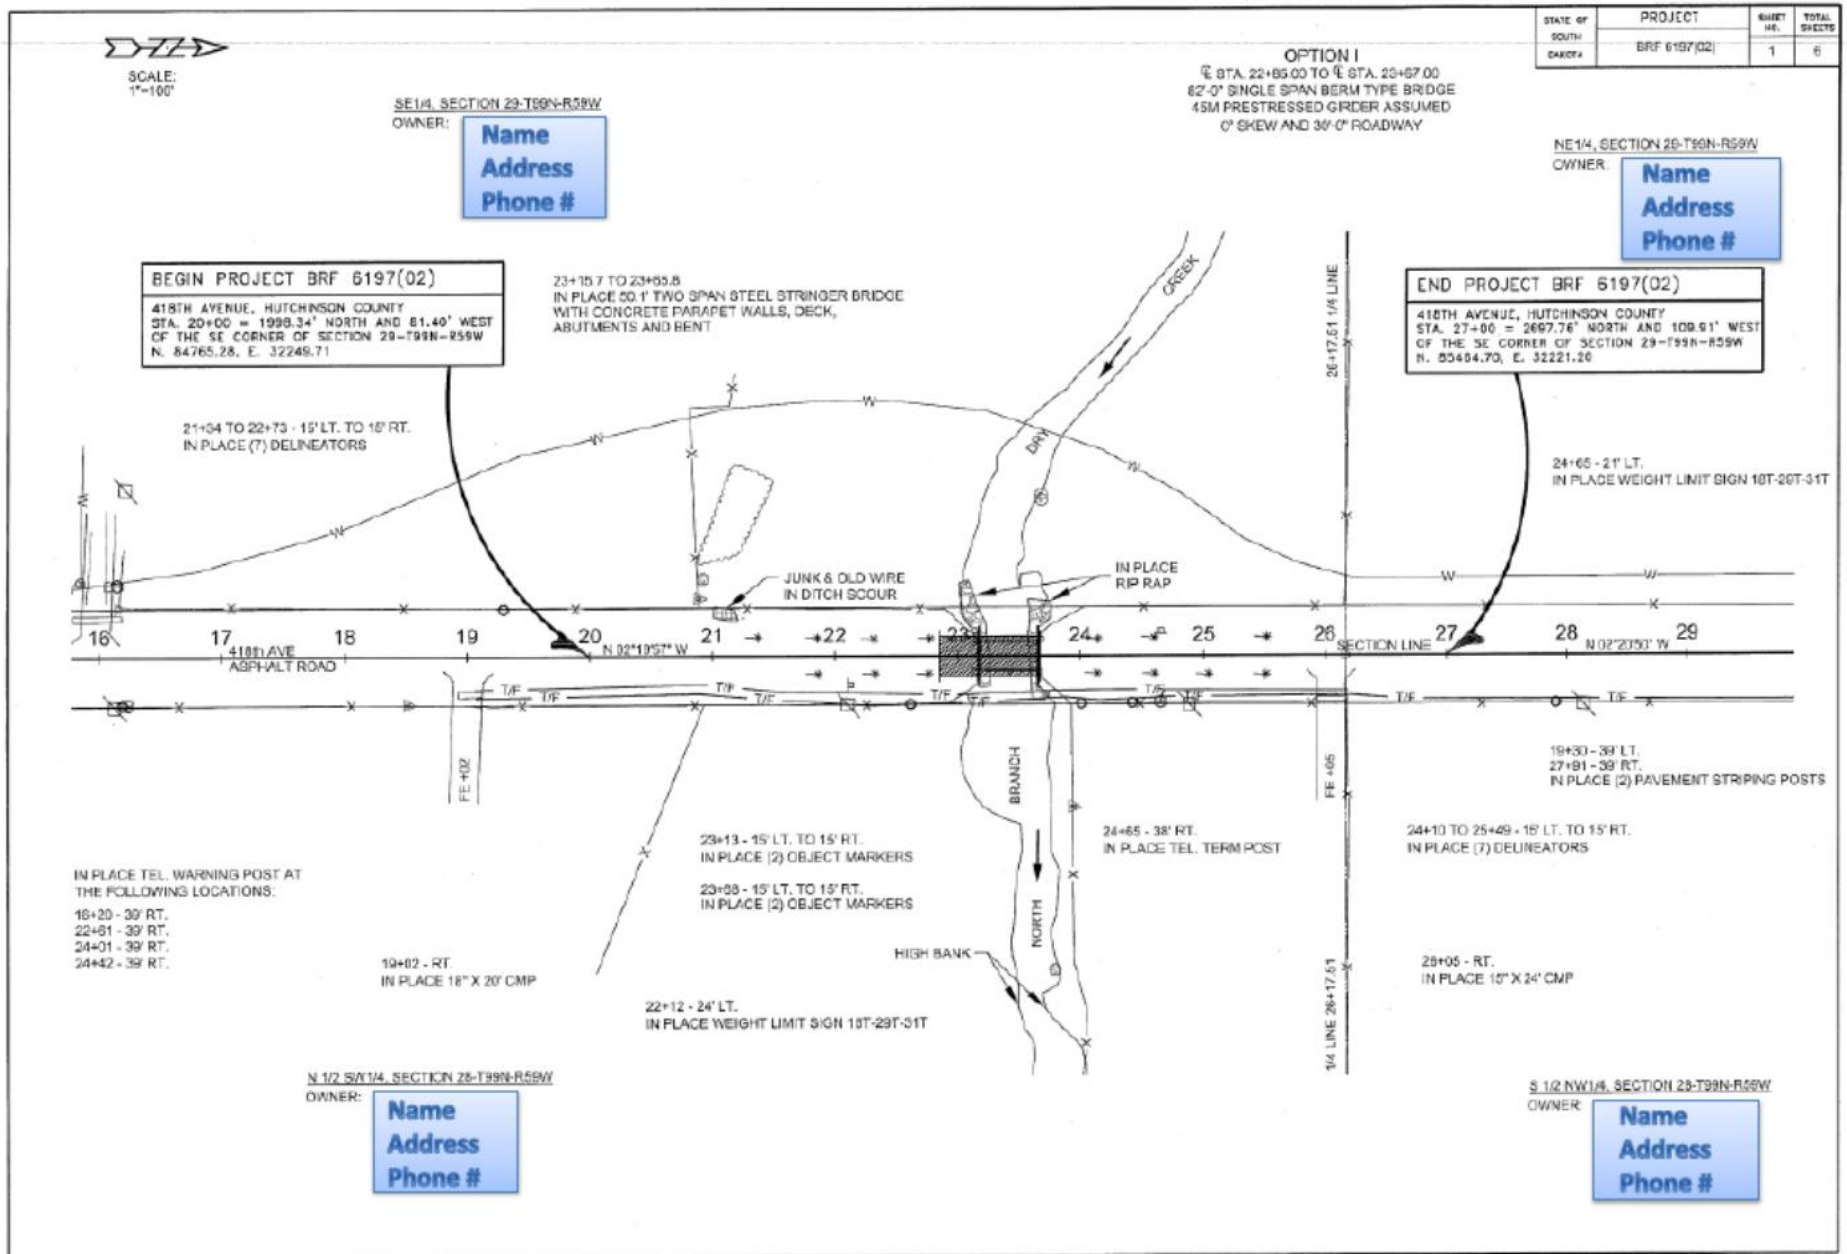 STATE OF SOUTH DAKOTA
PROJECT
BRF 6197(02)
SHEET NO.
1
TOTAL SHEETS
6
SCALE:
1"=100'
OPTION I
℄ STA. 22+85.00 TO ℄ STA. 23+67.00
82'-0" SINGLE SPAN BERM TYPE BRIDGE
45M PRESTRESSED GIRDER ASSUMED
0° SKEW AND 36'-0" ROADWAY
SE1/4, SECTION 29-T99N-R59W
OWNER:
Name
Address
Phone #
NE1/4, SECTION 29-T99N-R59W
OWNER:
Name
Address
Phone #
BEGIN PROJECT BRF 6197(02)
418TH AVENUE, HUTCHINSON COUNTY
STA. 20+00 = 1998.34' NORTH AND 81.40' WEST
OF THE SE CORNER OF SECTION 29-T99N-R59W
N. 84765.28, E. 32249.71
23+15.7 TO 23+65.8
IN PLACE 50.1' TWO SPAN STEEL STRINGER BRIDGE
WITH CONCRETE PARAPET WALLS, DECK,
ABUTMENTS AND BENT
END PROJECT BRF 6197(02)
418TH AVENUE, HUTCHINSON COUNTY
STA. 27+00 = 2697.76' NORTH AND 109.91' WEST
OF THE SE CORNER OF SECTION 29-T99N-R59W
N. 85464.70, E. 32221.20
CREEK
DRY
26+17.51 1/4 LINE
21+34 TO 22+73 - 15' LT. TO 15' RT.
IN PLACE (7) DELINEATORS
24+65 - 21' LT.
IN PLACE WEIGHT LIMIT SIGN 18T-29T-31T
W W W W W W W
JUNK & OLD WIRE
IN DITCH SCOUR
IN PLACE
RIP RAP
16 17 18 19 20 21 22 23 24 25 26 27 28 29
418th AVE
ASPHALT ROAD
N 02°19'57" W
SECTION LINE
N 02°20'50" W
T/F T/F T/F T/F T/F T/F T/F T/F T/F T/F
FE +02
BRANCH
FE +05
19+30 - 39' LT.
27+91 - 39' RT.
IN PLACE (2) PAVEMENT STRIPING POSTS
23+13 - 15' LT. TO 15' RT.
IN PLACE (2) OBJECT MARKERS
23+68 - 15' LT. TO 15' RT.
IN PLACE (2) OBJECT MARKERS
24+65 - 38' RT.
IN PLACE TEL. TERM POST
24+10 TO 25+49 - 15' LT. TO 15' RT.
IN PLACE (7) DELINEATORS
IN PLACE TEL. WARNING POST AT
THE FOLLOWING LOCATIONS:
16+20 - 39' RT.
22+61 - 39' RT.
24+01 - 39' RT.
24+42 - 39' RT.
NORTH
HIGH BANK
19+02 - RT.
IN PLACE 18" X 20' CMP
26+05 - RT.
IN PLACE 15" X 24' CMP
22+12 - 24' LT.
IN PLACE WEIGHT LIMIT SIGN 18T-29T-31T
1/4 LINE 26+17.51
N 1/2 SW1/4, SECTION 28-T99N-R59W
OWNER:
Name
Address
Phone #
S 1/2 NW1/4, SECTION 28-T99N-R59W
OWNER:
Name
Address
Phone #